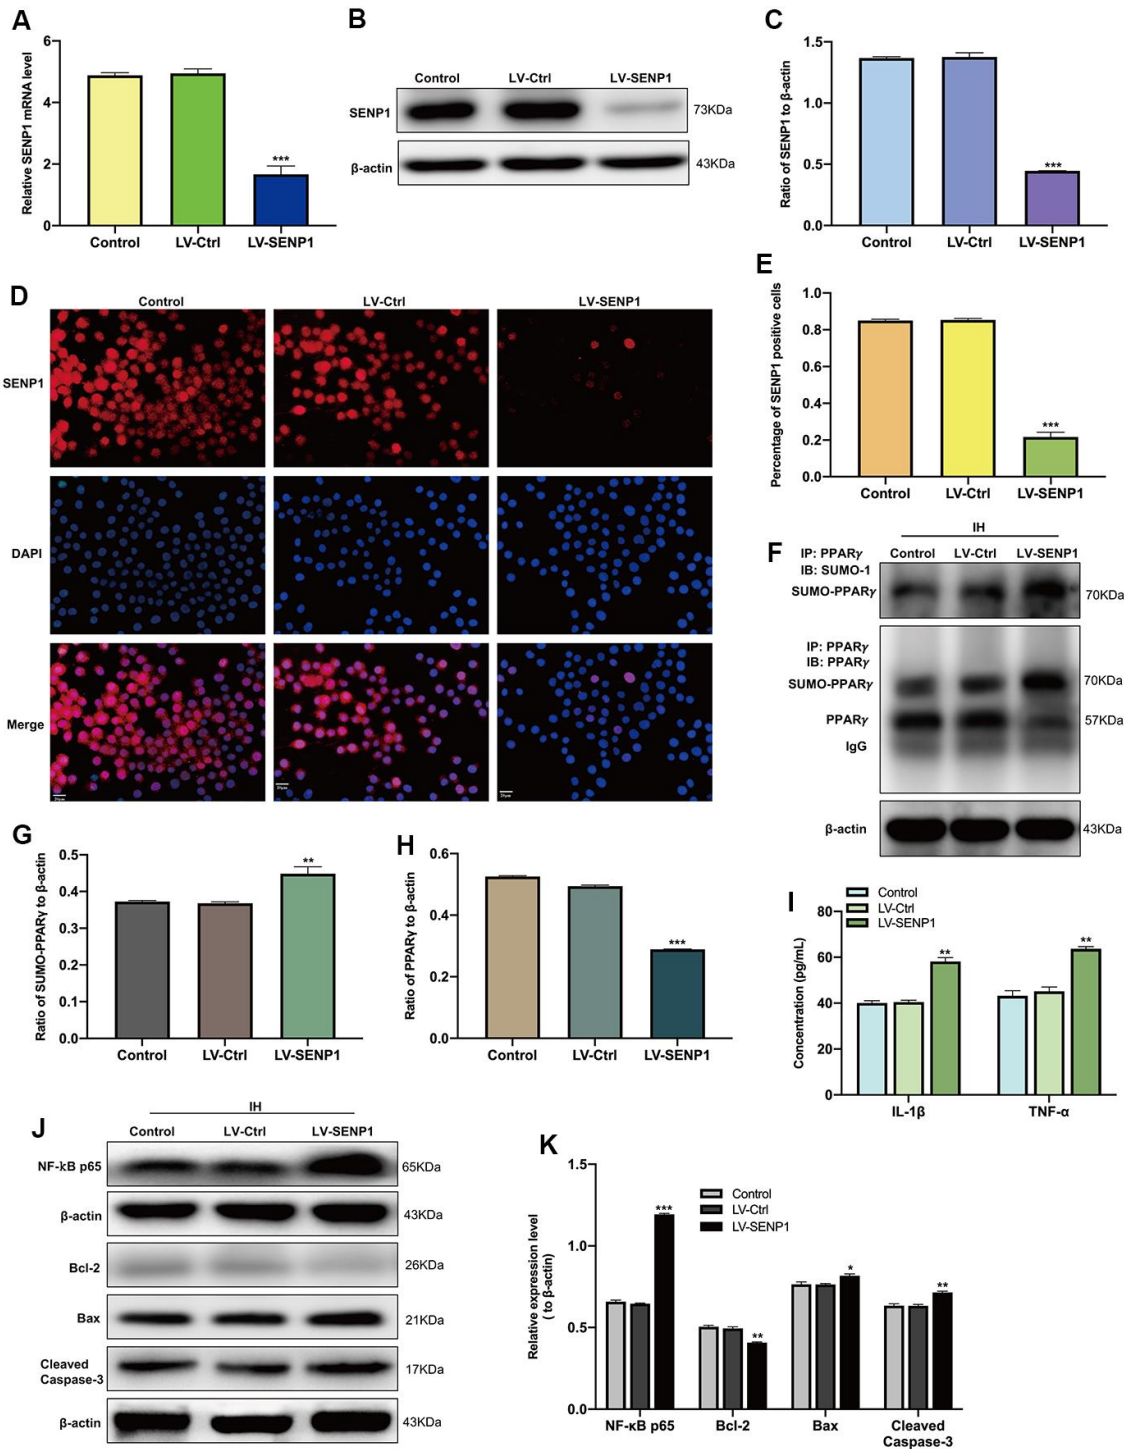 A
Relative SENP1 mRNA level
6
4
2
0
***
Control LV-Ctrl LV-SENP1
B
Control LV-Ctrl LV-SENP1
SENP1 73KDa
β-actin 43KDa
C
Ratio of SENP1 to β-actin
1.5
1.0
0.5
0.0
***
Control LV-Ctrl LV-SENP1
D
Control LV-Ctrl LV-SENP1
SENP1
DAPI
Merge
E
Percentage of SENP1 positive cells
1.0
0.8
0.6
0.4
0.2
0.0
***
Control LV-Ctrl LV-SENP1
F
IH
IP: PPARγ Control LV-Ctrl LV-SENP1
IB: SUMO-1
SUMO-PPARγ 70KDa
IP: PPARγ
IB: PPARγ
SUMO-PPARγ 70KDa
PPARγ 57KDa
IgG
β-actin 43KDa
G
Ratio of SUMO-PPARγ to β-actin
0.5
0.4
0.3
0.2
0.1
0.0
**
Control LV-Ctrl LV-SENP1
H
Ratio of PPARγ to β-actin
0.6
0.4
0.2
0.0
***
Control LV-Ctrl LV-SENP1
I
Control
LV-Ctrl
LV-SENP1
Concentration (pg/mL)
80
60
40
20
0
** **
IL-1β TNF-α
J
IH
Control LV-Ctrl LV-SENP1
NF-kB p65 65KDa
β-actin 43KDa
Bcl-2 26KDa
Bax 21KDa
Cleaved
Caspase-3 17KDa
β-actin 43KDa
K
Control
LV-Ctrl
LV-SENP1
Relative expression level
( to β-actin)
1.5
1.0
0.5
0.0
*** ** * **
NF-κB p65 Bcl-2 Bax Cleaved
Caspase-3